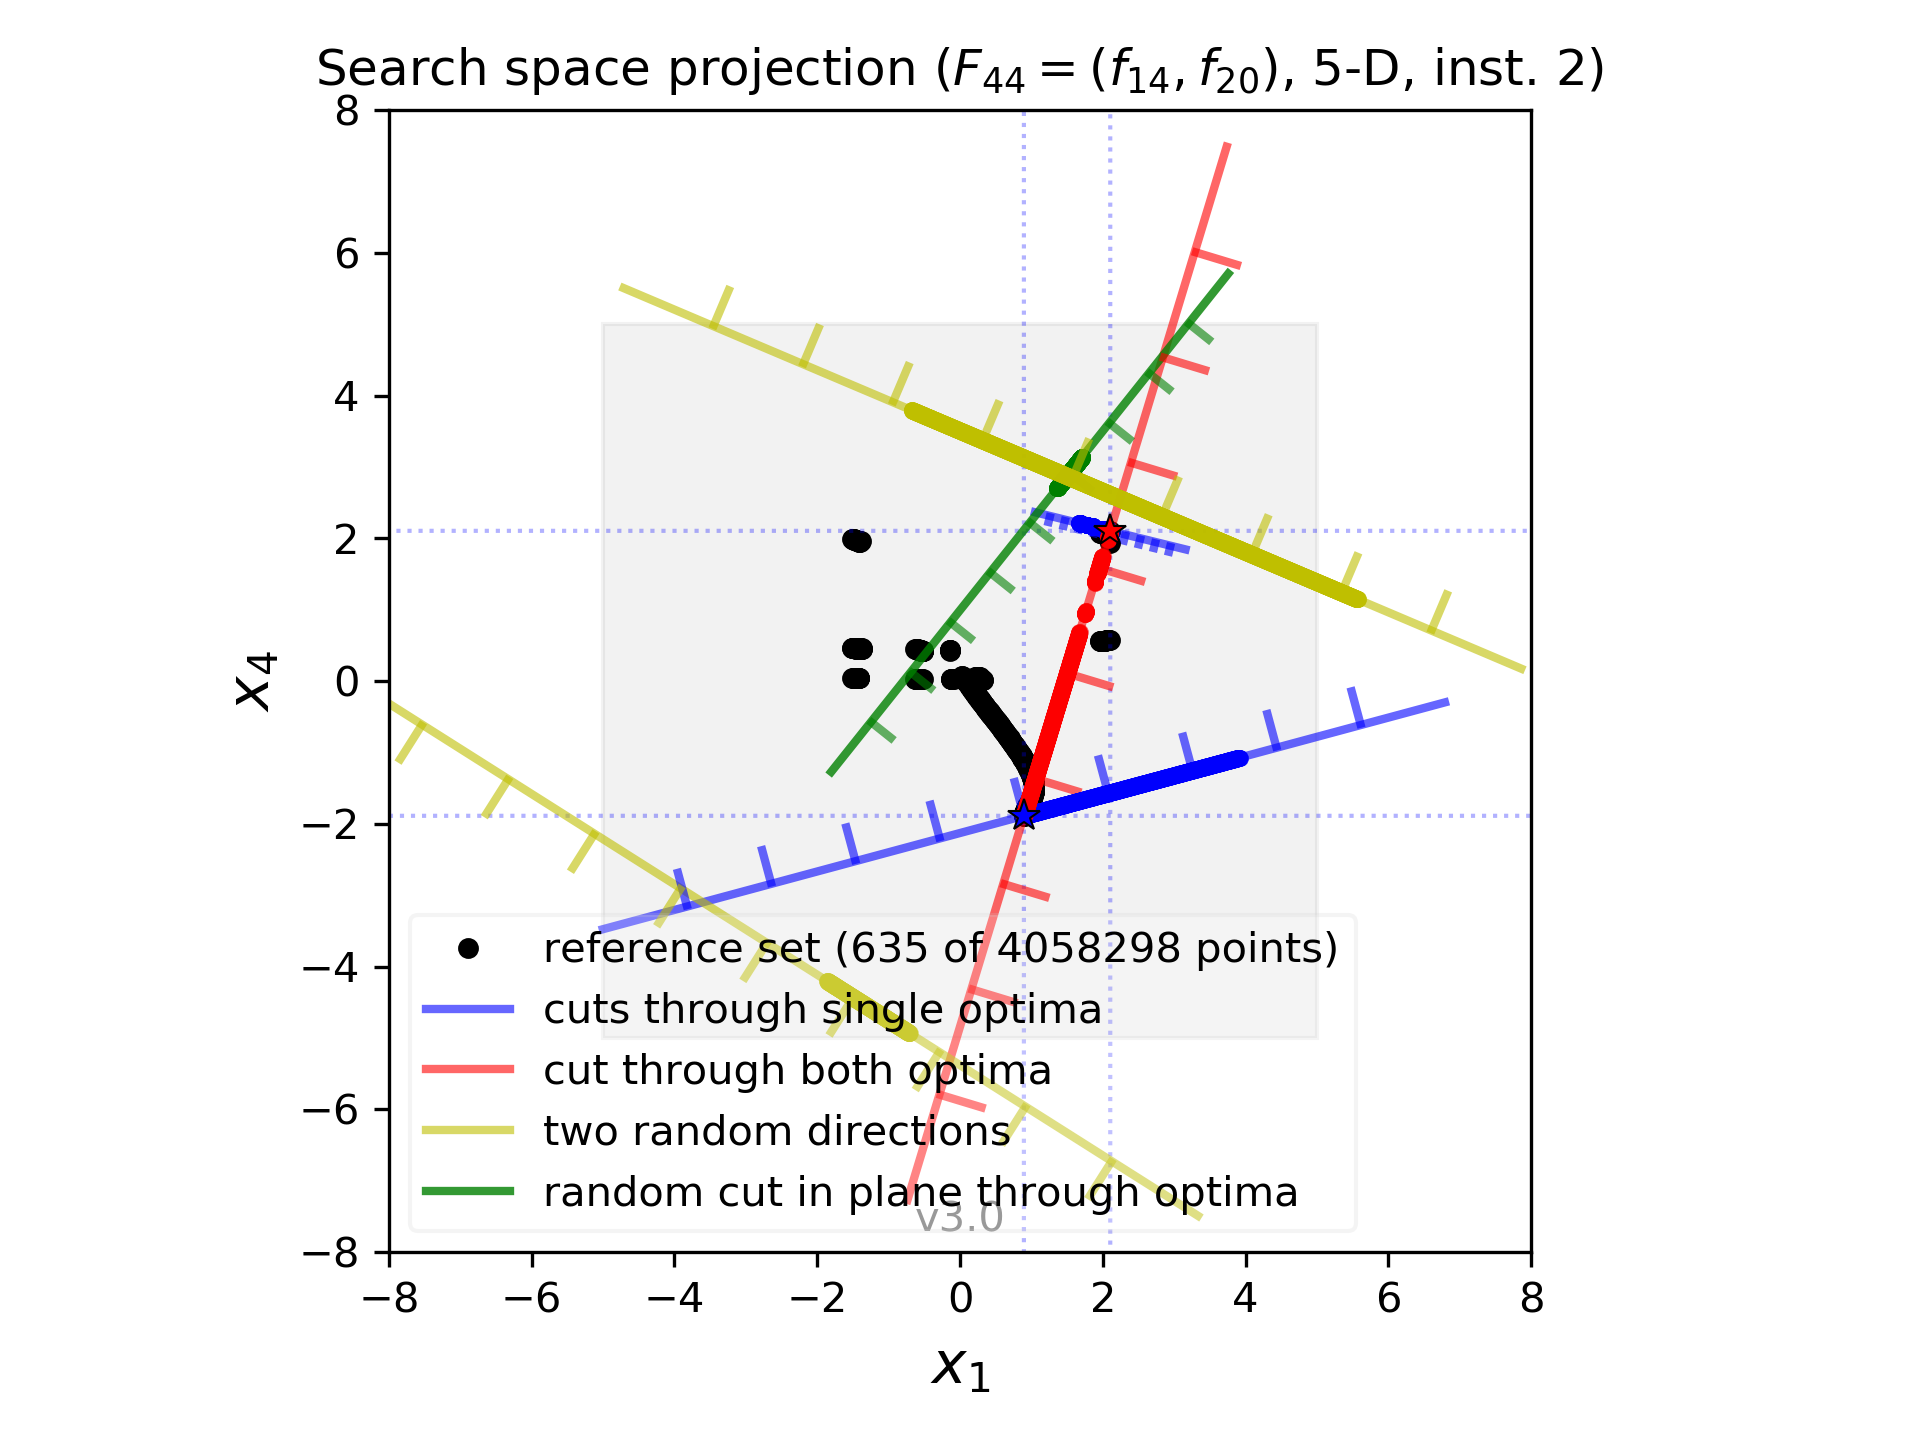 Search space projection (F44 = (f14, f20), 5-D, inst. 2)
8
6
4
2
0
−2
−4
−6
−8
x4
reference set (635 of 4058298 points)
cuts through single optima
cut through both optima
two random directions
random cut in plane through optima
v3.0
−8 −6 −4 −2 0 2 4 6 8
x1